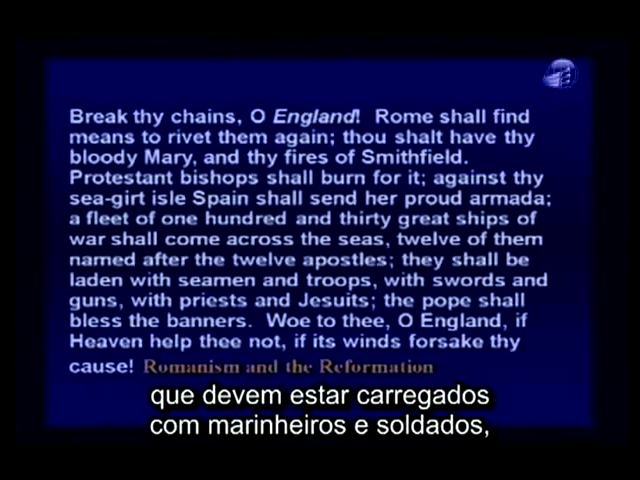 Break thy chains, O England! Rome shall find
means to rivet them again; thou shalt have thy
bloody Mary, and thy fires of Smithfield.
Protestant bishops shall burn for it; against thy
sea-girt isle Spain shall send her proud armada;
a fleet of one hundred and thirty great ships of
war shall come across the seas, twelve of them
named after the twelve apostles; they shall be
laden with seamen and troops, with swords and
guns, with priests and Jesuits; the pope shall
bless the banners. Woe to thee, O England, if
Heaven help thee not, if its winds forsake thy
cause! Romanism and the Reformation
que devem estar carregados
com marinheiros e soldados,